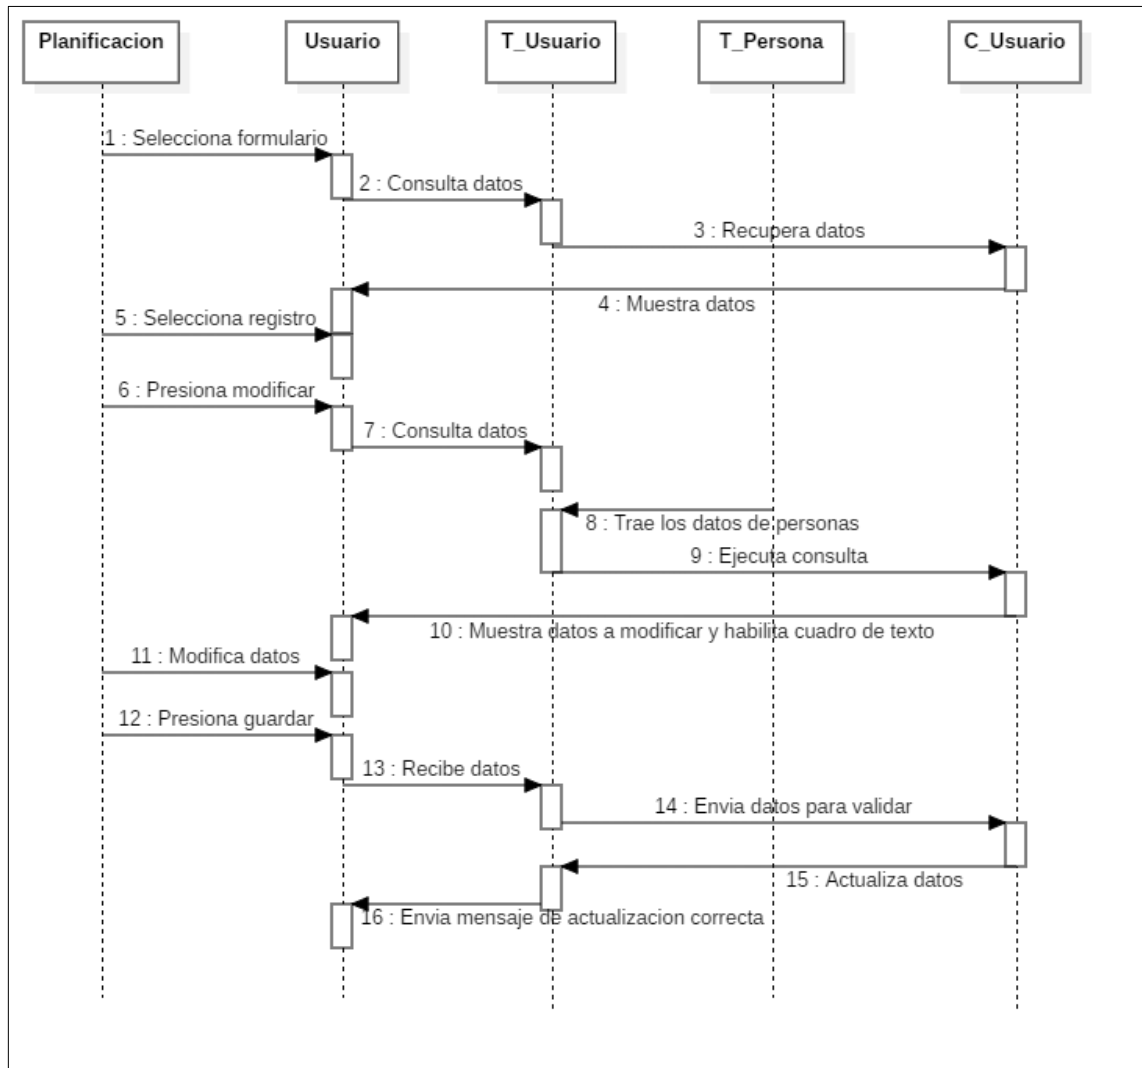 Planificacion
Usuario
T_Usuario
T_Persona
C_Usuario
1 : Selecciona formulario
2 : Consulta datos
3 : Recupera datos
4 : Muestra datos
5 : Selecciona registro
6 : Presiona modificar
7 : Consulta datos
8 : Trae los datos de personas
9 : Ejecuta consulta
10 : Muestra datos a modificar y habilita cuadro de texto
11 : Modifica datos
12 : Presiona guardar
13 : Recibe datos
14 : Envia datos para validar
15 : Actualiza datos
16 : Envia mensaje de actualizacion correcta